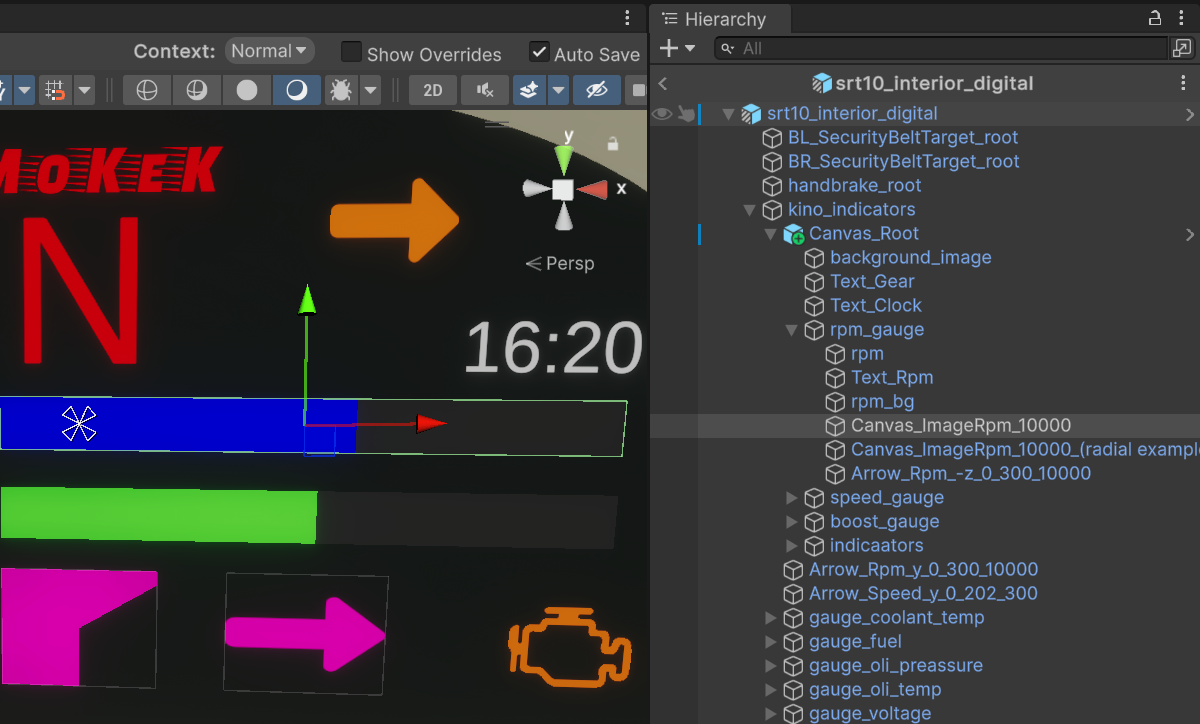 Hierarchy
Context: Normal Show Overrides Auto Save
All
2D
srt10_interior_digital
srt10_interior_digital
BL_SecurityBeltTarget_root
BR_SecurityBeltTarget_root
handbrake_root
kino_indicators
Canvas_Root
background_image
Text_Gear
Text_Clock
rpm_gauge
rpm
Text_Rpm
rpm_bg
Canvas_ImageRpm_10000
Canvas_ImageRpm_10000_(radial example
Arrow_Rpm_-z_0_300_10000
speed_gauge
boost_gauge
indicaators
Arrow_Rpm_y_0_300_10000
Arrow_Speed_y_0_202_300
gauge_coolant_temp
gauge_fuel
gauge_oli_preassure
gauge_oli_temp
gauge_voltage
MoKeK
y
x
Persp
N
16:20